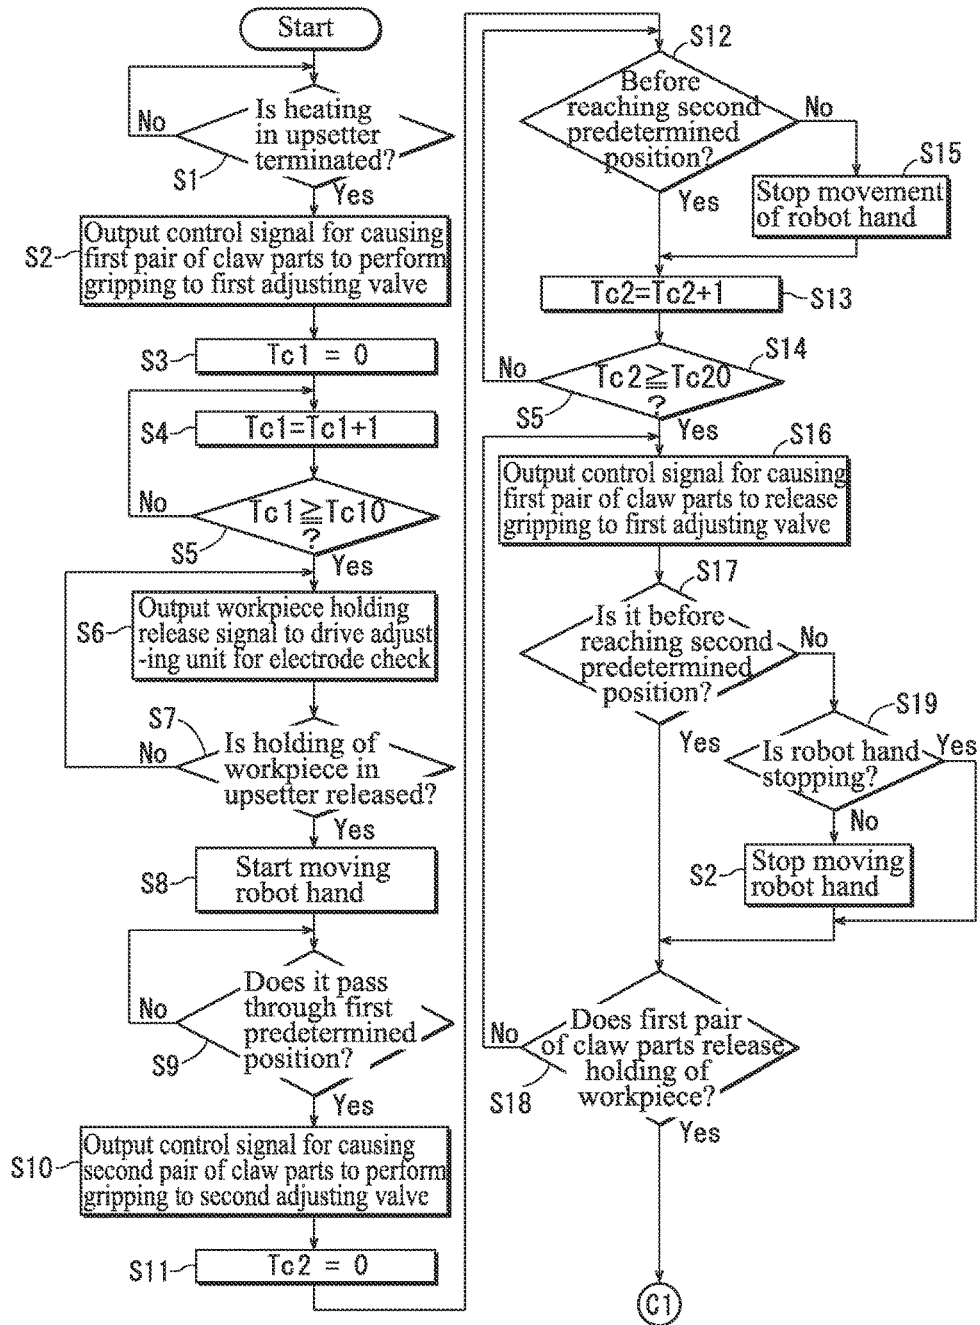 Start
Is heating
in upsetter
terminated?
No
S1
Yes
S2
Output control signal for causing
first pair of claw parts to perform
gripping to first adjusting valve
S3
Tc1 = 0
S4
Tc1=Tc1+1
No
Tc1≧Tc10
?
S5
Yes
S6
Output workpiece holding
release signal to drive adjust
-ing unit for electrode check
S7
No
Is holding of
workpiece in
upsetter released?
Yes
S8
Start moving
robot hand
No
Does it pass
through first
predetermined
position?
S9
Yes
S10
Output control signal for causing
second pair of claw parts to perform
gripping to second adjusting valve
S11
Tc2 = 0
S12
Before
reaching second
predetermined
position?
No
Yes
S15
Stop movement
of robot hand
Tc2=Tc2+1
S13
S14
No
Tc2≧Tc20
?
S5
Yes
S16
Output control signal for causing
first pair of claw parts to release
gripping to first adjusting valve
S17
Is it before
reaching second
predetermined
position?
No
Yes
S19
Is robot hand
stopping?
Yes
No
S2
Stop moving
robot hand
No
Does first pair
of claw parts release
holding of
workpiece?
S18
Yes
C1